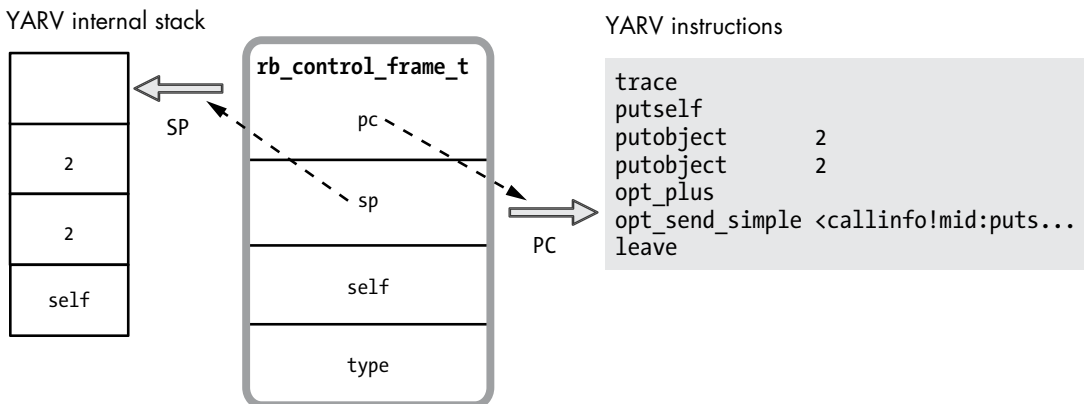 YARV internal stack
2
2
self
SP
rb_control_frame_t
pc
sp
self
type
PC
YARV instructions
trace
putself
putobject 2
putobject 2
opt_plus
opt_send_simple <callinfo!mid:puts...
leave